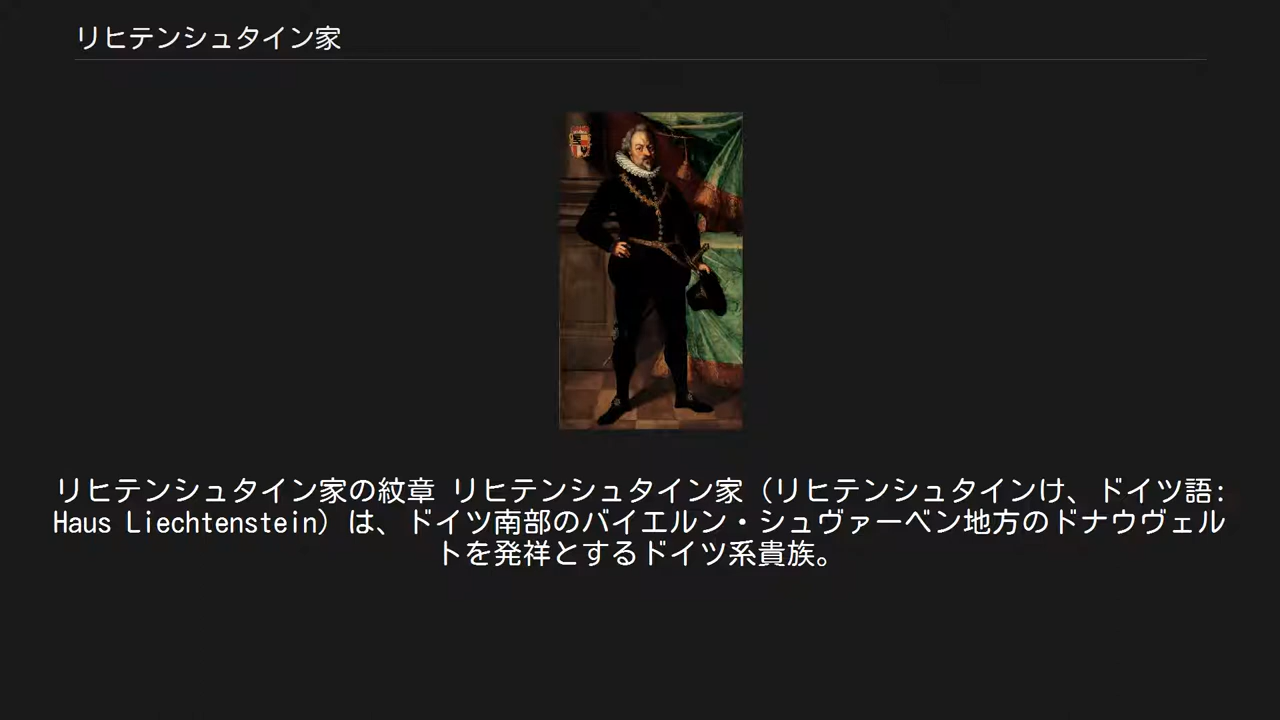 リヒテンシュタイン家
リヒテンシュタイン家の紋章 リヒテンシュタイン家（リヒテンシュタインけ、ドイツ語:
Haus Liechtenstein）は、ドイツ南部のバイエルン・シュヴァーベン地方のドナウヴェル
トを発祥とするドイツ系貴族。